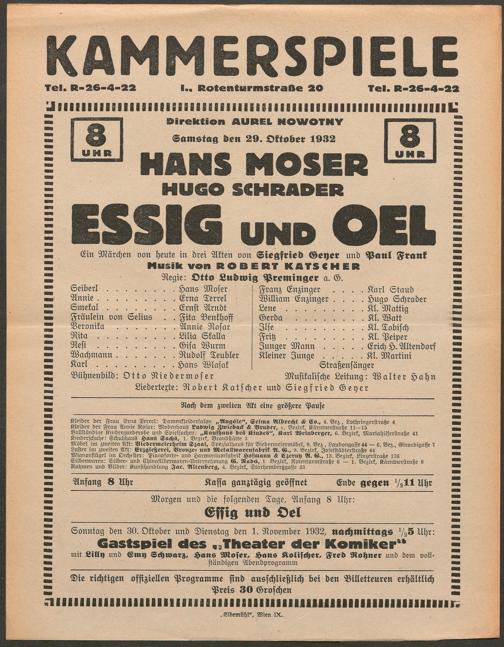 KAMMERSPIELE
Tel. R-26-4-22 I., Rotenturmstraße 20 Tel. R-26-4-22
Direktion AUREL NOWOTNY
8 UHR
Samstag den 29. Oktober 1932
8 UHR
HANS MOSER
HUGO SCHRADER
ESSIG UND OEL
Ein Märchen von heute in drei Akten von Siegfried Geyer und Paul Frank
Musik von ROBERT KATSCHER
Regie: Otto Ludwig Preminger a. G.
Seiberl . . . Hans Moser
Annie . . . Erna Terrel
Smekal . . . Ernst Arndt
Fräulein von Selius . Fita Benkhoff
Veronika . . . Annie Rosar
Rita . . . Lilia Skalla
Resi . . . Gisa Wurm
Wachmann . . . Rudolf Teubler
Karl . . . Hans Wlasak
Bühnenbild: Otto Niedermoser
Franz Enzinger . . . Karl Staub
William Enzinger . . . Hugo Schrader
Lene . . . Kl. Mattig
Gerda . . . Kl. Watt
Ilse . . . Kl. Tobisch
Fritz . . . Kl. Peiper
Junger Mann . . . Erich H. Altendorf
Kleiner Junge . . . Kl. Martini
Straßensänger
Musikalische Leitung: Walter Hahn
Liedertexte: Robert Katscher und Siegfried Geyer
Nach dem zweiten Akt eine größere Pause
Anfang 8 Uhr Kassa ganztägig geöffnet Ende gegen ½11 Uhr
Morgen und die folgenden Tage, Anfang 8 Uhr:
Essig und Oel
Sonntag den 30. Oktober und Dienstag den 1. November 1932, nachmittags ½5 Uhr:
Gastspiel des „Theater der Komiker“
mit Lilly und Emy Schwarz, Hans Moser, Hans Kolischer, Fred Rohner und dem voll-
ständigen Abendprogramm
Die richtigen offiziellen Programme sind ausschließlich bei den Billetteuren erhältlich
Preis 30 Groschen
„Elbemühl“, Wien IX.